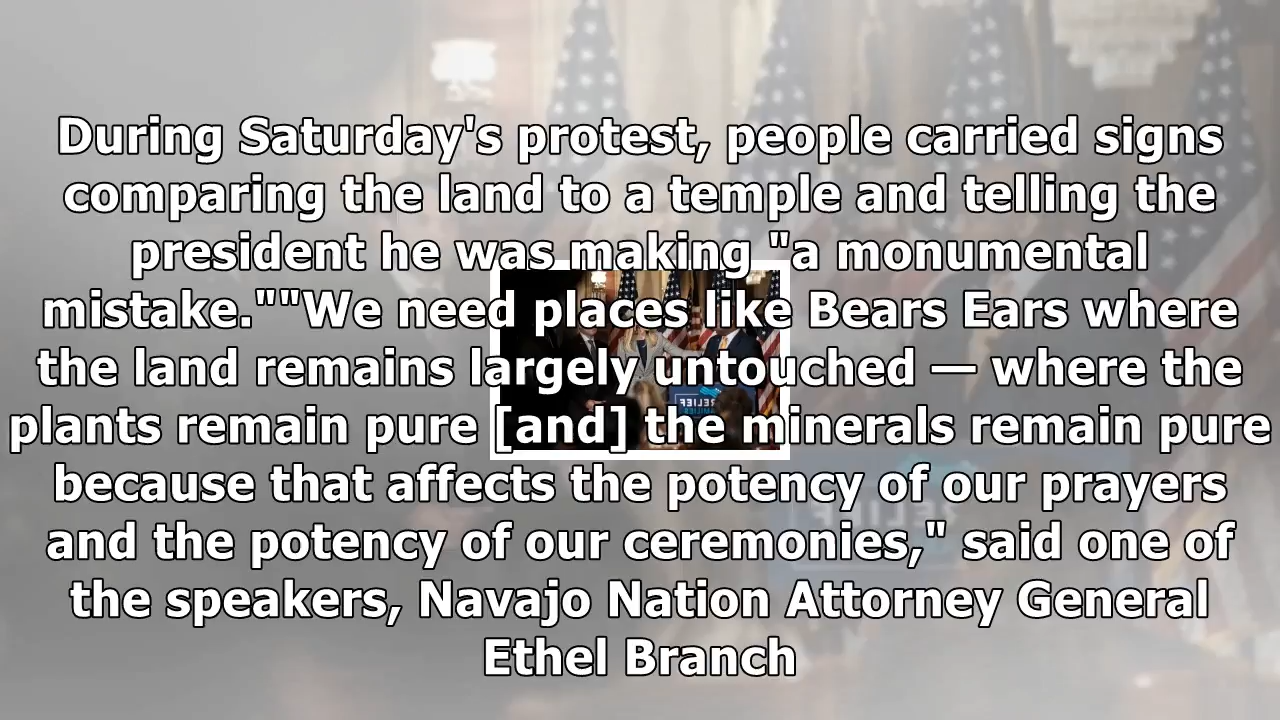 During Saturday's protest, people carried signs
comparing the land to a temple and telling the
president he was making "a monumental
mistake.""We need places like Bears Ears where
the land remains largely untouched — where the
plants remain pure [and] the minerals remain pure
because that affects the potency of our prayers
and the potency of our ceremonies," said one of
the speakers, Navajo Nation Attorney General
Ethel Branch